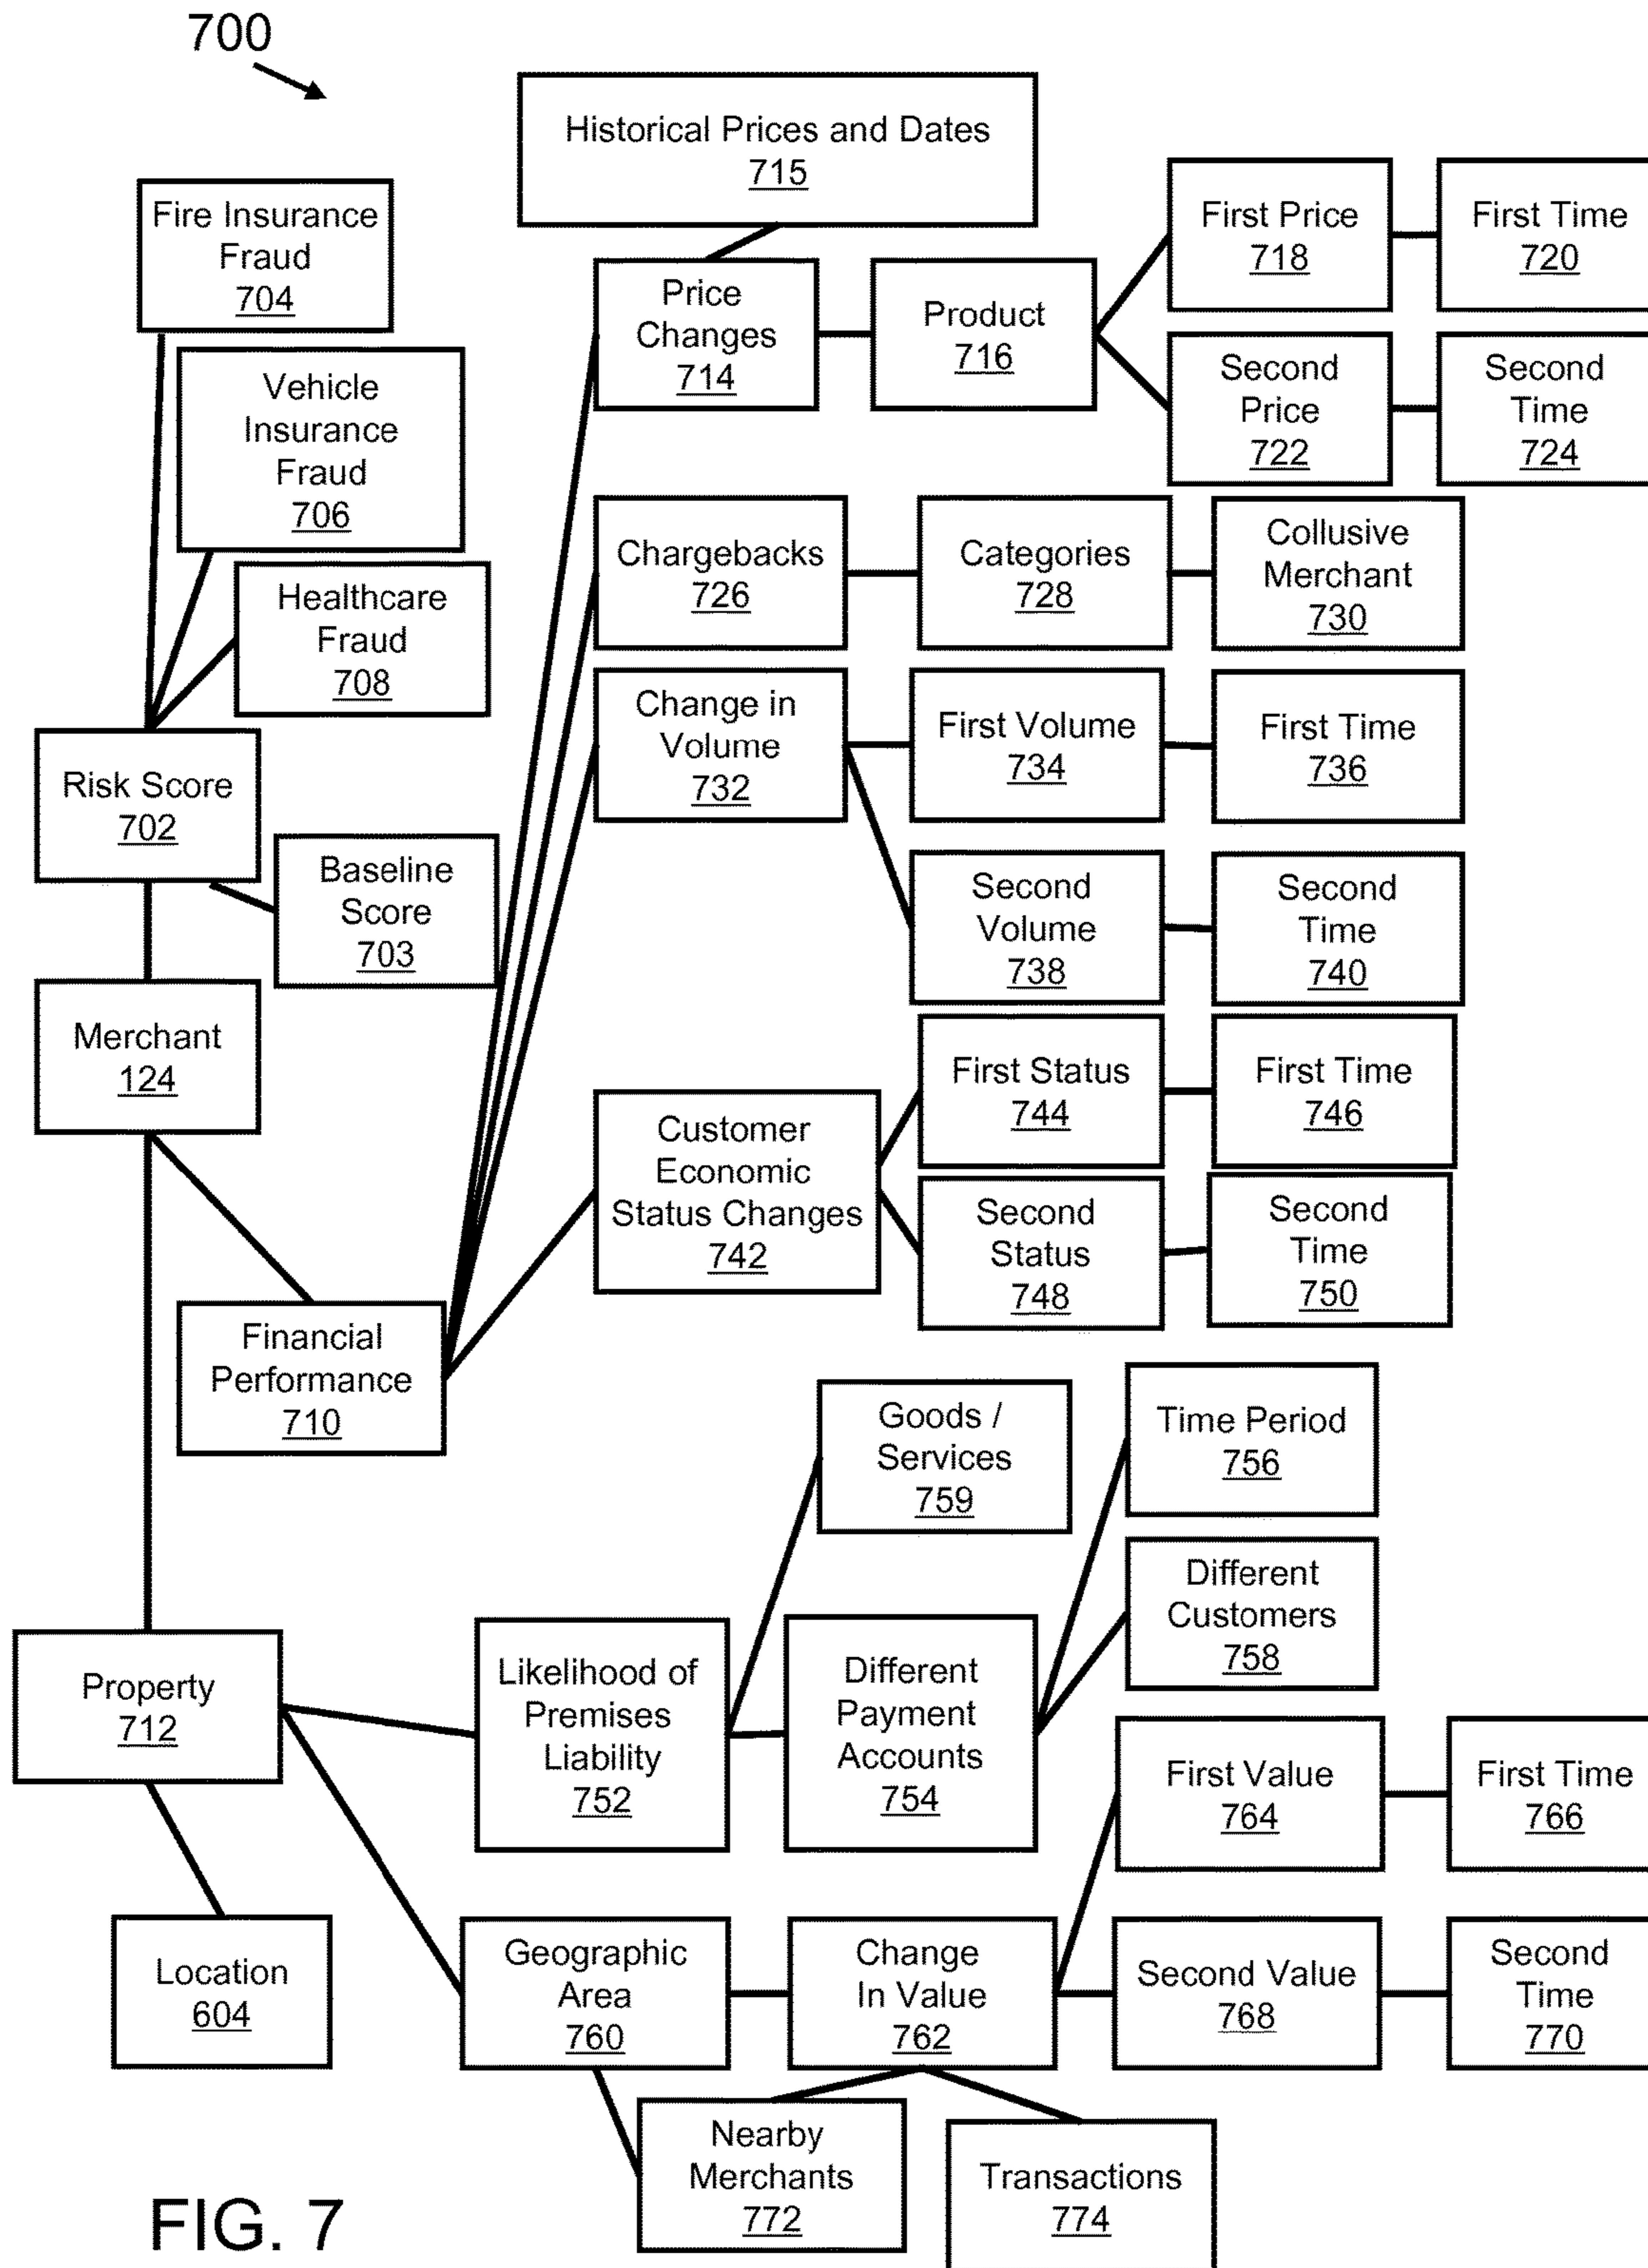 700
Historical Prices and Dates
715
Fire Insurance
Fraud
704
First Price
718
First Time
720
Price
Changes
714
Product
716
Vehicle
Insurance
Fraud
706
Second
Price
722
Second
Time
724
Chargebacks
726
Categories
728
Collusive
Merchant
730
Healthcare
Fraud
708
Change in
Volume
732
First Volume
734
First Time
736
Risk Score
702
Baseline
Score
703
Second
Volume
738
Second
Time
740
Merchant
124
First Status
744
First Time
746
Customer
Economic
Status Changes
742
Second
Status
748
Second
Time
750
Financial
Performance
710
Goods /
Services
759
Time Period
756
Different
Customers
758
Property
712
Likelihood of
Premises
Liability
752
Different
Payment
Accounts
754
First Value
764
First Time
766
Location
604
Geographic
Area
760
Change
In Value
762
Second Value
768
Second
Time
770
Nearby
Merchants
772
Transactions
774
FIG. 7